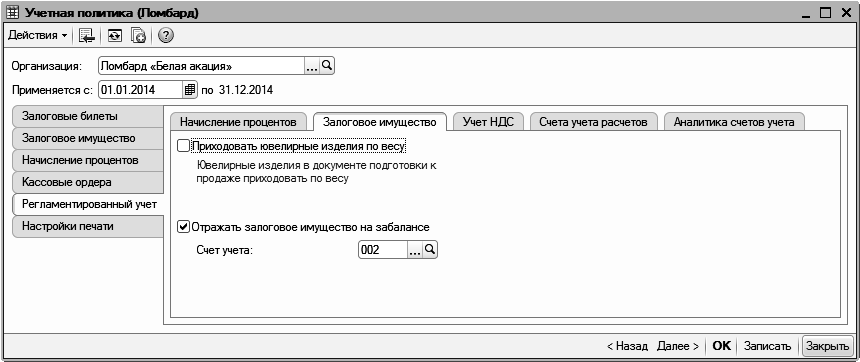 Учетная политика (Ломбард)
Действия
Организация: Ломбард «Белая акация» ...
Применяется с: 01.01.2014 по 31.12.2014
Залоговые билеты
Залоговое имущество
Начисление процентов
Кассовые ордера
Регламентированный учет
Настройки печати
Начисление процентов Залоговое имущество Учет НДС Счета учета расчетов Аналитика счетов учета
Приходовать ювелирные изделия по весу
Ювелирные изделия в документе подготовки к
продаже приходовать по весу
Отражать залоговое имущество на забалансе
Счет учета: 002 ...
< Назад Далее > OK Записать Закрыть